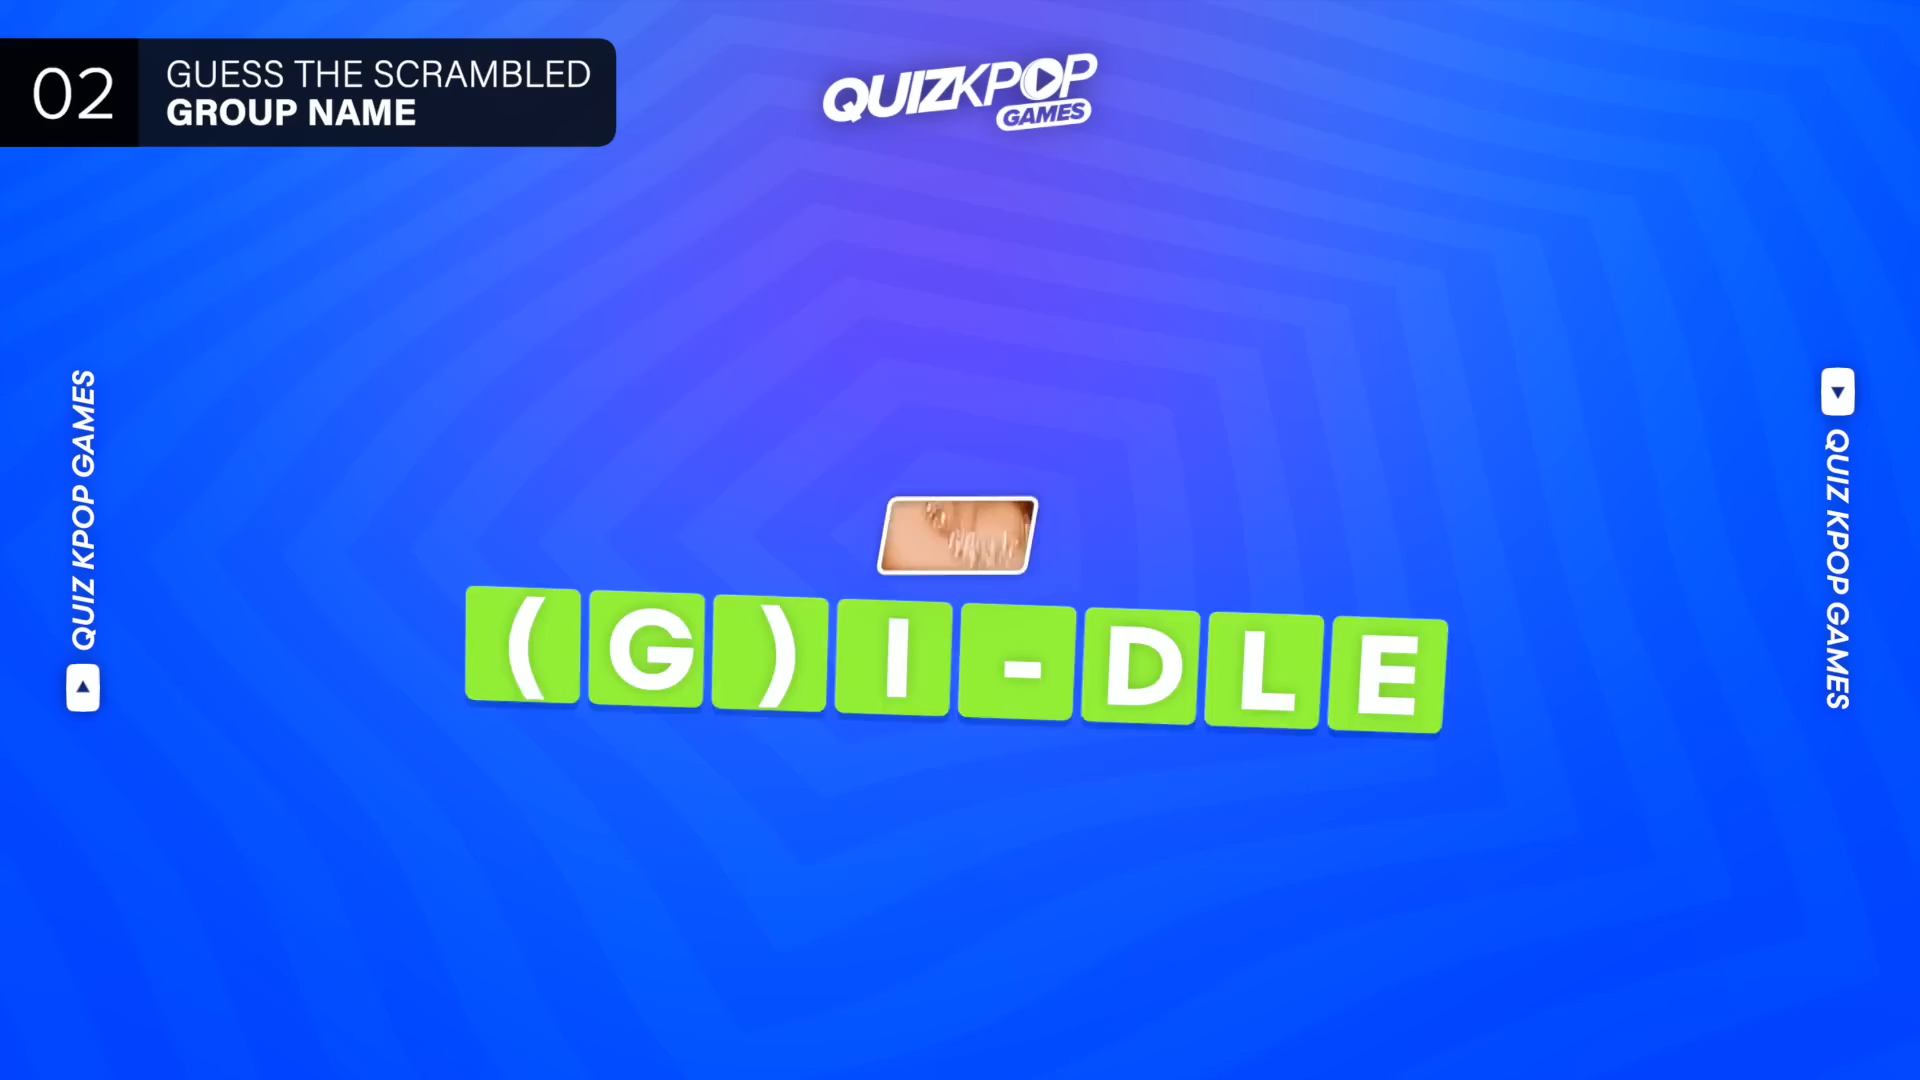 02
GUESS THE SCRAMBLED
GROUP NAME
QUIZKPOP
GAMES
QUIZ KPOP GAMES
(G)I-DLE
QUIZ KPOP GAMES